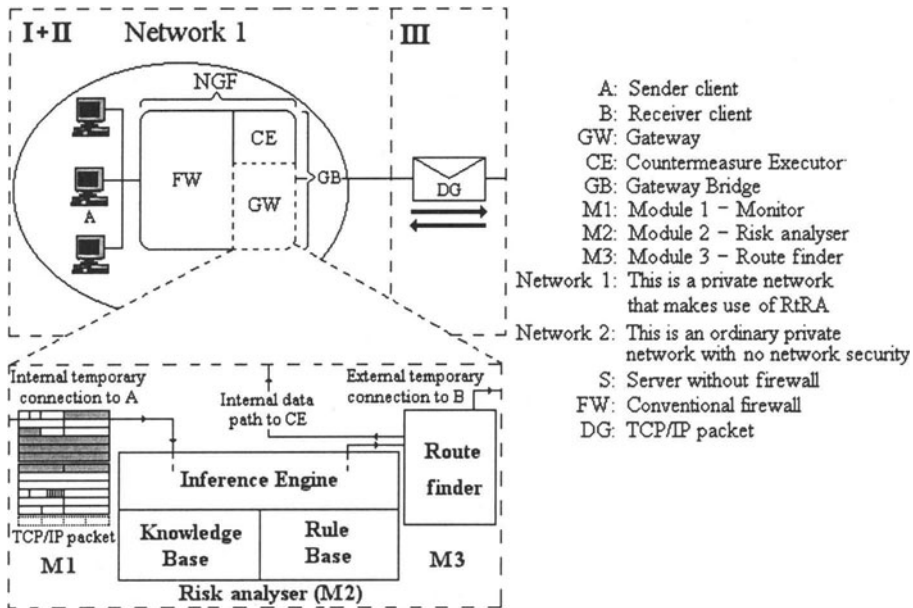 I+II Network 1 III
NGF
CE
FW
GB
GW
A
DG
A: Sender client
B: Receiver client
GW: Gateway
CE: Countermeasure Executor
GB: Gateway Bridge
M1: Module 1 – Monitor
M2: Module 2 – Risk analyser
M3: Module 3 – Route finder
Network 1: This is a private network
that makes use of RtRA
Network 2: This is an ordinary private
network with no network security
S: Server without firewall
FW: Conventional firewall
DG: TCP/IP packet
Internal temporary
connection to A
Internal data
path to CE
External temporary
connection to B
Inference Engine
Knowledge
Base
Rule
Base
Route
finder
TCP/IP packet
M1
M3
Risk analyser (M2)